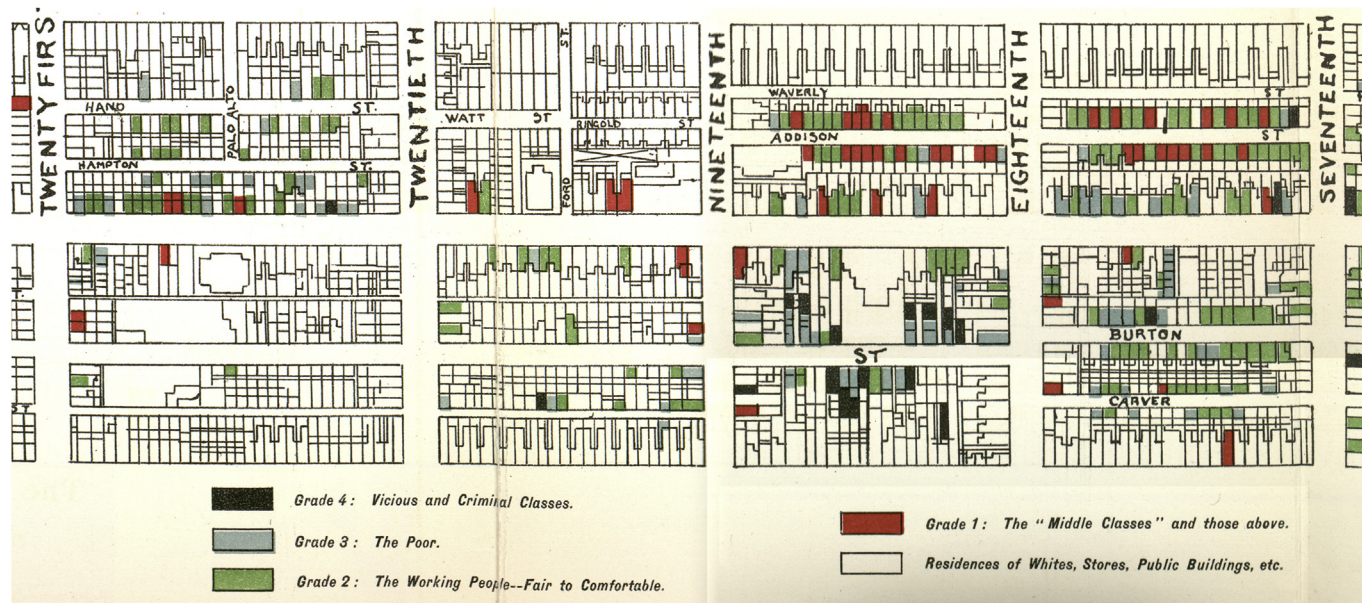 TWENTY FIRS
TWENTIETH
NINETEENTH
EIGHTEENTH
SEVENTEENTH
ST.
HAND
ST.
PALO ALTO
HAMPTON
ST.
WATT
ST
RINGOLD
ST
FORD
WAVERLY
ST
ADDISON
ST
ST
BURTON
CARVER
ST
Grade 4: Vicious and Criminal Classes.
Grade 3: The Poor.
Grade 2: The Working People--Fair to Comfortable.
Grade 1: The "Middle Classes" and those above.
Residences of Whites, Stores, Public Buildings, etc.